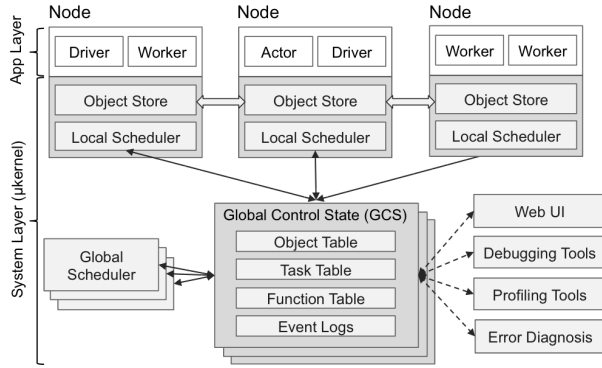 Node
Node
Node
App Layer
Driver
Worker
Actor
Driver
Worker
Worker
Object Store
Object Store
Object Store
Local Scheduler
Local Scheduler
Local Scheduler
System Layer (μkernel)
Global Control State (GCS)
Object Table
Task Table
Function Table
Event Logs
Global
Scheduler
Web UI
Debugging Tools
Profiling Tools
Error Diagnosis